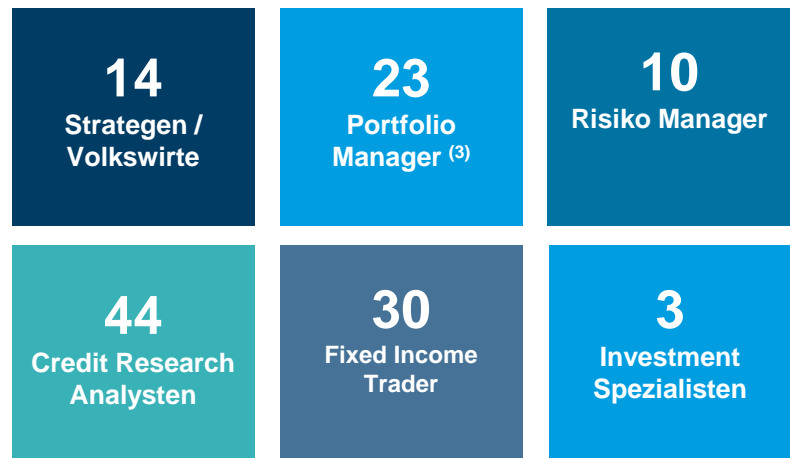 14
Strategen /
Volkswirte
23
Portfolio
Manager (3)
10
Risiko Manager
44
Credit Research
Analysten
30
Fixed Income
Trader
3
Investment
Spezialisten